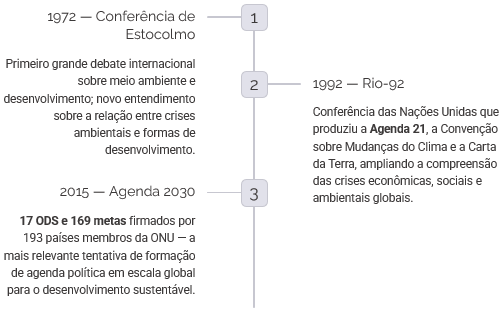 1972 — Conferência de
Estocolmo
1
Primeiro grande debate internacional
sobre meio ambiente e
desenvolvimento; novo entendimento
sobre a relação entre crises
ambientais e formas de
desenvolvimento.
2
1992 — Rio-92
Conferência das Nações Unidas que
produziu a Agenda 21, a Convenção
sobre Mudanças do Clima e a Carta
da Terra, ampliando a compreensão
das crises econômicas, sociais e
ambientais globais.
2015 — Agenda 2030
3
17 ODS e 169 metas firmados por
193 países membros da ONU — a
mais relevante tentativa de formação
de agenda política em escala global
para o desenvolvimento sustentável.